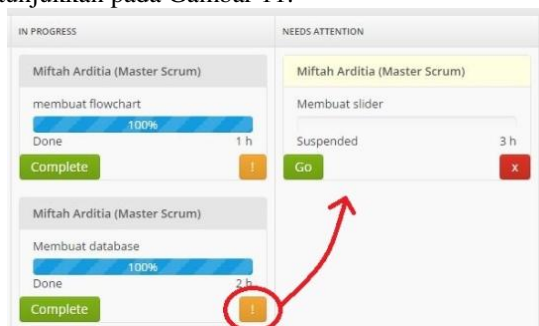 tunjukkan pada Gambar 11.
IN PROGRESS
Miftah Arditia (Master Scrum)
membuat flowchart
100%
Done 1 h
Complete !
Miftah Arditia (Master Scrum)
Membuat database
100%
Done 2 h
Complete !
NEEDS ATTENTION
Miftah Arditia (Master Scrum)
Membuat slider
Suspended 3 h
Go x